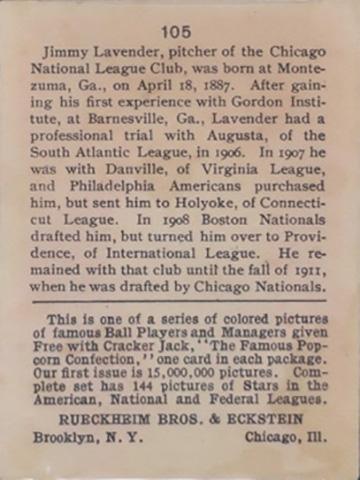 105
Jimmy Lavender, pitcher of the Chicago
National League Club, was born at Monte-
zuma, Ga., on April 18, 1887. After gain-
ing his first experience with Gordon Insti-
tute, at Barnesville, Ga., Lavender had a
professional trial with Augusta, of the
South Atlantic League, in 1906. In 1907 he
was with Danville, of Virginia League,
and Philadelphia Americans purchased
him, but sent him to Holyoke, of Connecti-
cut League. In 1908 Boston Nationals
drafted him, but turned him over to Provi-
dence, of International League. He re-
mained with that club until the fall of 1911,
when he was drafted by Chicago Nationals.
This is one of a series of colored pictures
of famous Ball Players and Managers given
Free with Cracker Jack, "The Famous Pop-
corn Confection," one card in each package.
Our first issue is 15,000,000 pictures. Com-
plete set has 144 pictures of Stars in the
American, National and Federal Leagues.
RUECKHEIM BROS. & ECKSTEIN
Brooklyn, N. Y. Chicago, Ill.